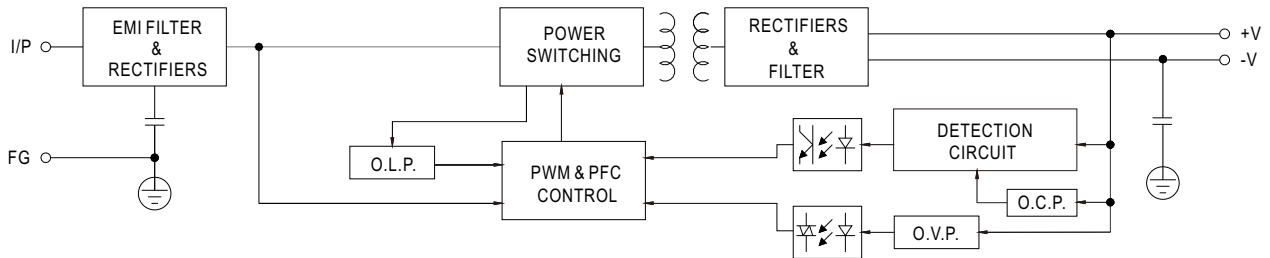 I/P
EMI FILTER
&
RECTIFIERS
POWER
SWITCHING
RECTIFIERS
&
FILTER
+V
-V
FG
O.L.P.
PWM & PFC
CONTROL
DETECTION
CIRCUIT
O.C.P.
O.V.P.